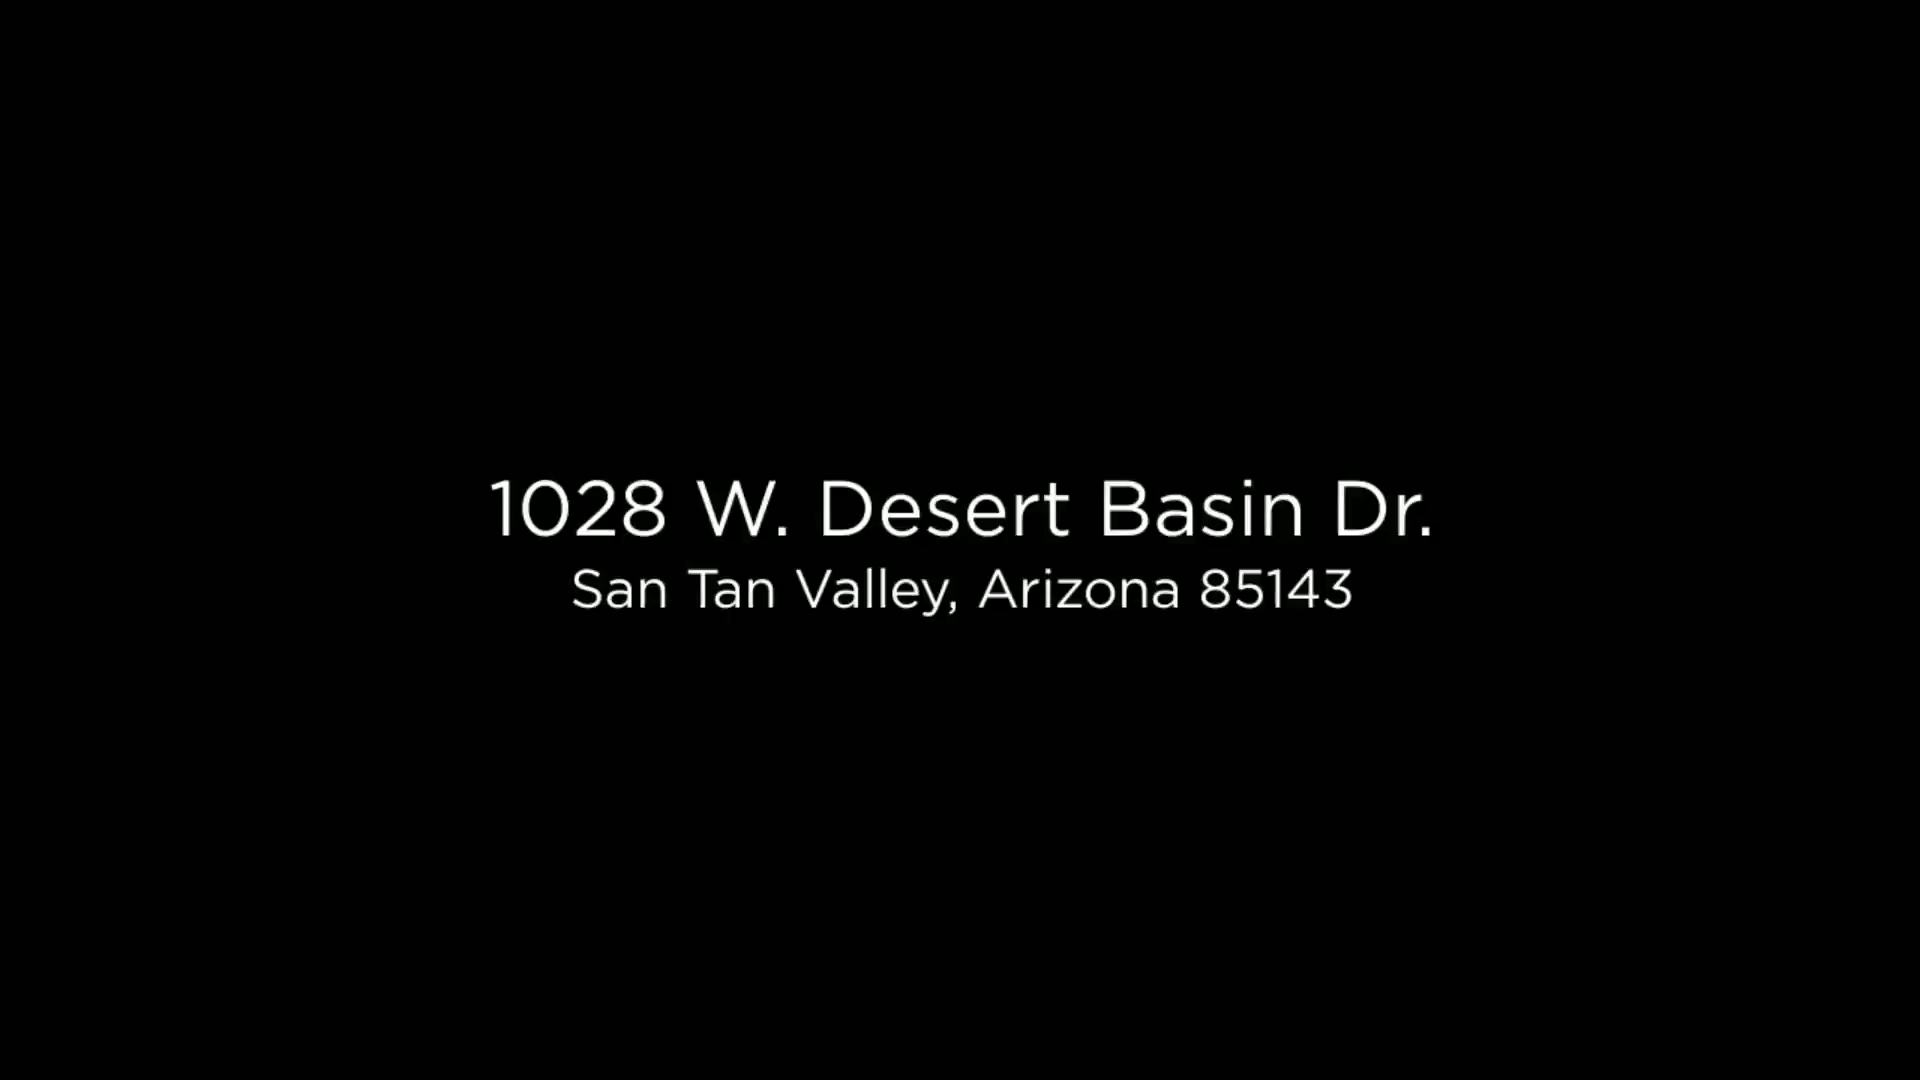 1028 W. Desert Basin Dr.
San Tan Valley, Arizona 85143